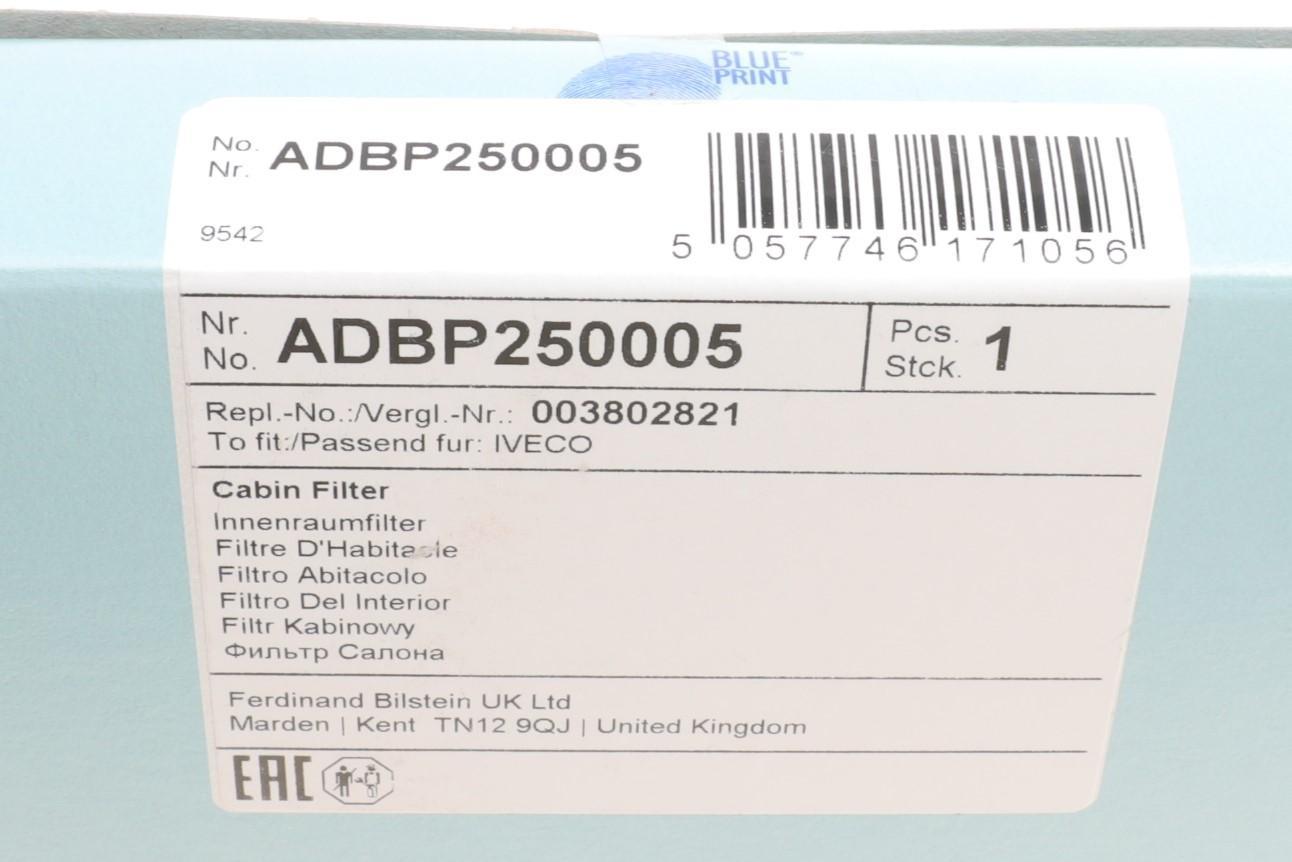 BLUE
PRINT
No.
Nr. ADBP250005
9542
5 057746 171056
Nr.
No. ADBP250005
Pcs.
Stck. 1
Repl.-No.:/Vergl.-Nr.: 003802821
To fit:/Passend fur: IVECO
Cabin Filter
Innenraumfilter
Filtre D'Habitacle
Filtro Abitacolo
Filtro Del Interior
Filtr Kabinowy
Фильтр Салона
Ferdinand Bilstein UK Ltd
Marden | Kent TN12 9QJ | United Kingdom
EAC